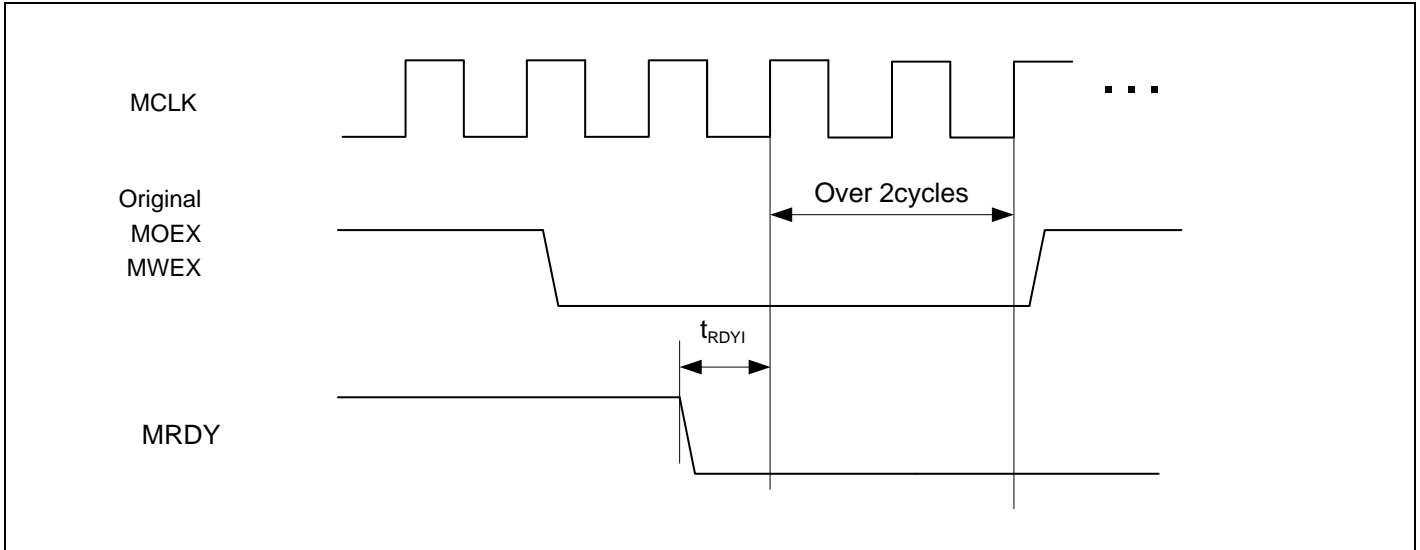 MCLK
Original
MOEX
MWEX
Over 2cycles
tRDYI
MRDY